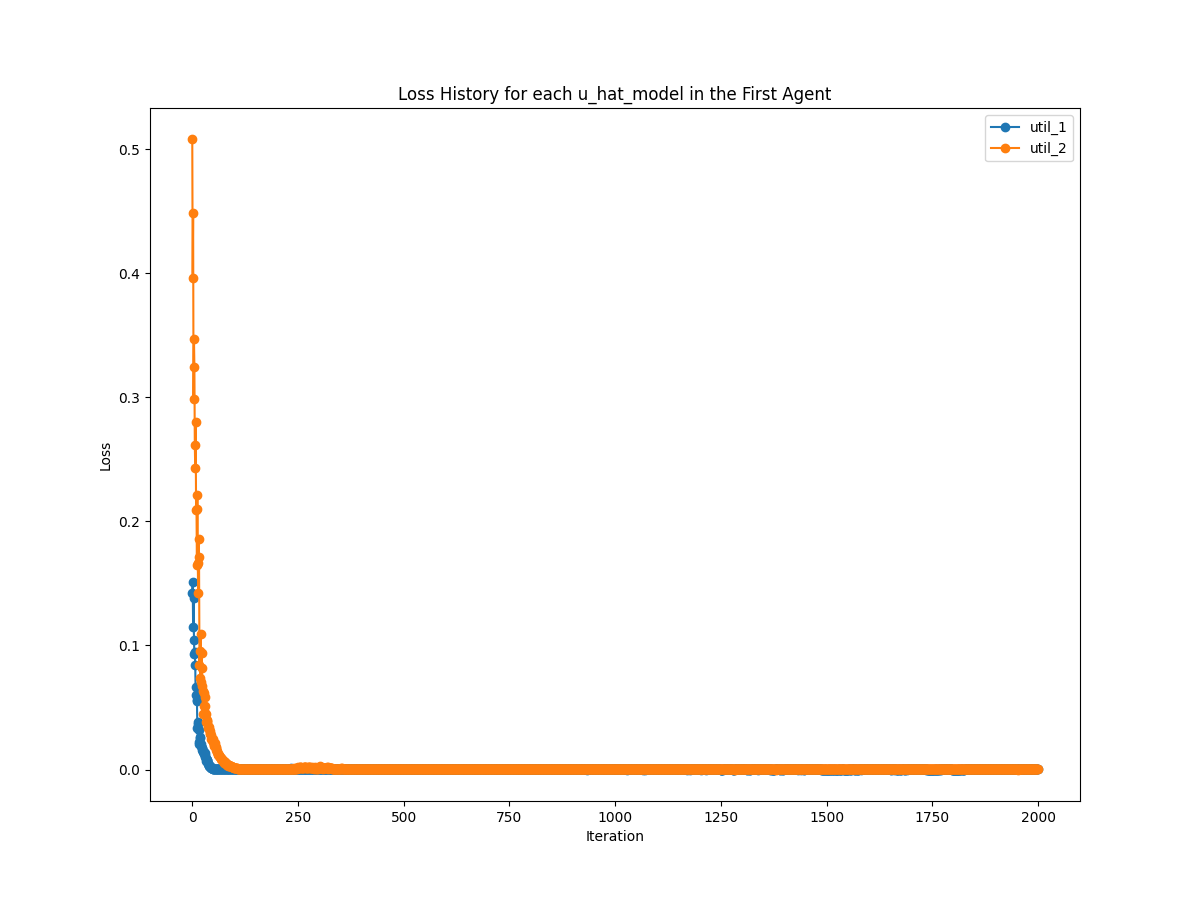 Loss History for each u_hat_model in the First Agent
util_1
util_2
0.5
0.4
0.3
0.2
0.1
0.0
Loss
0 250 500 750 1000 1250 1500 1750 2000
Iteration